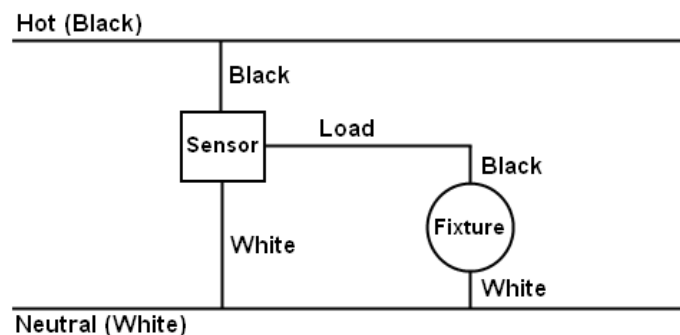 Hot (Black)
Black
Load
Sensor
Black
Fixture
White
White
Neutral (White)